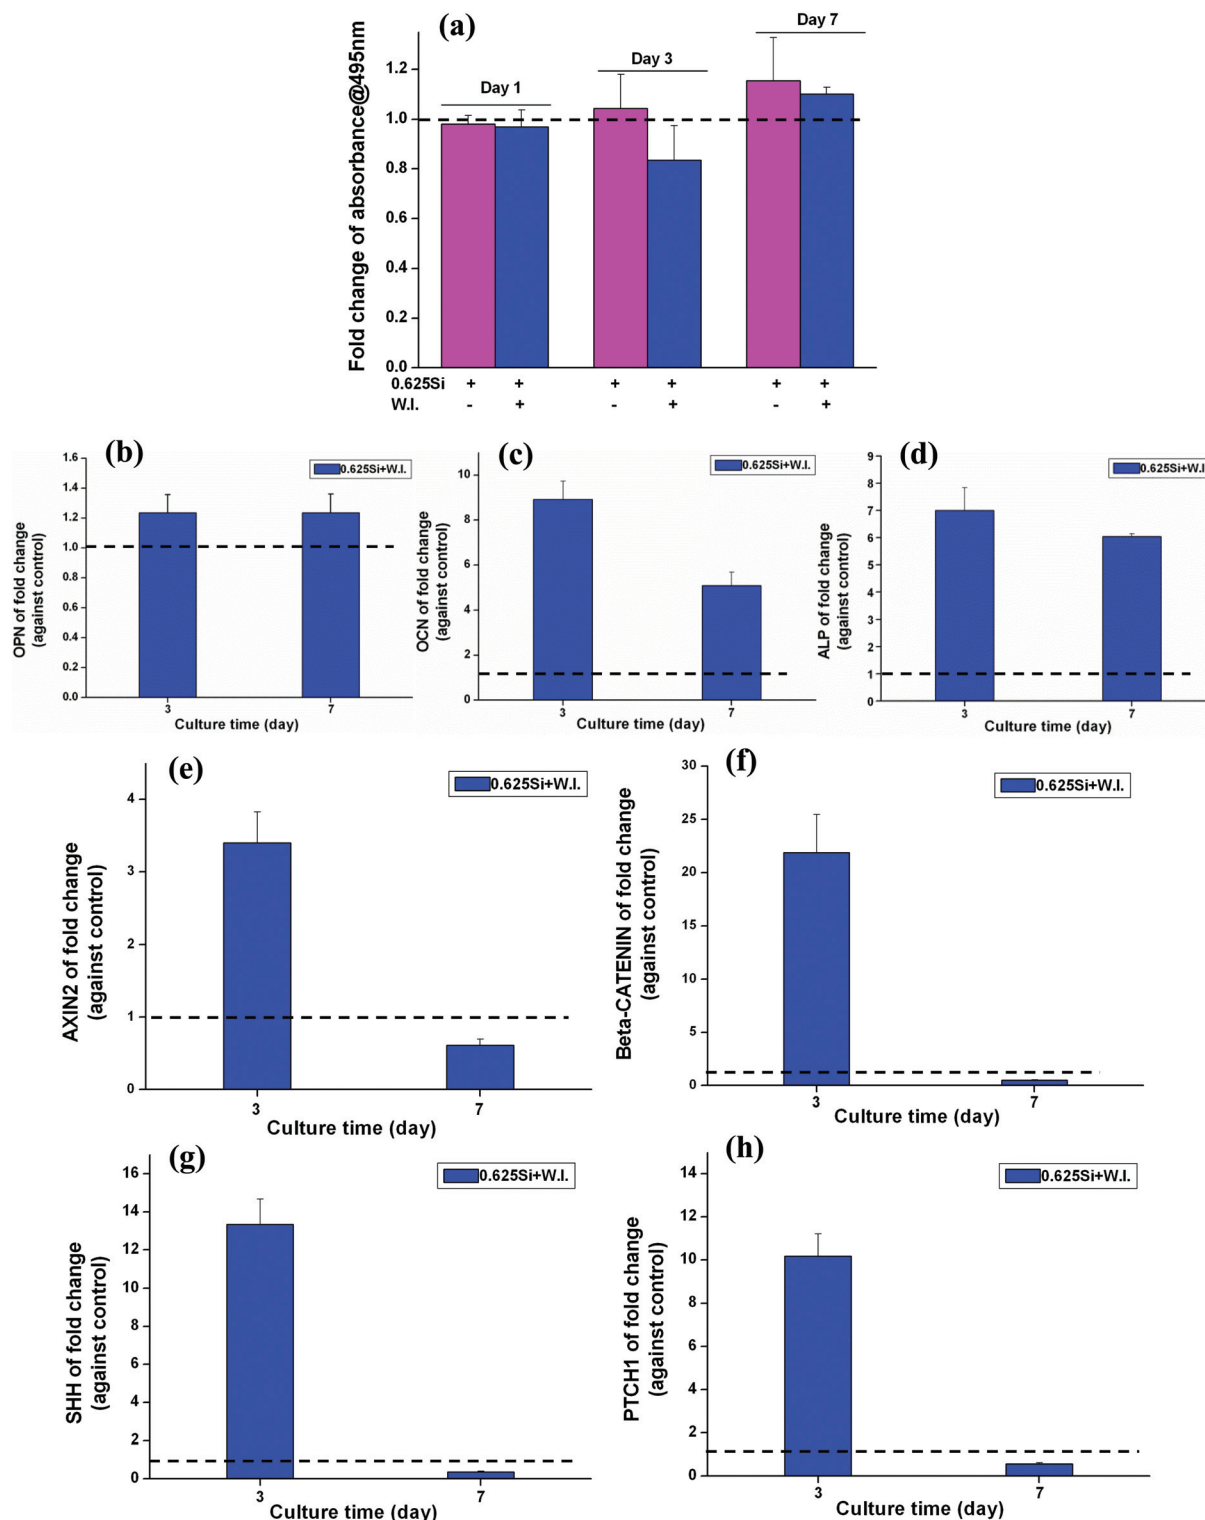 (a)
Fold change of absorbance@495nm
1.2
1.0
0.8
0.6
0.4
0.2
0.0
Day 1
Day 3
Day 7
0.625Si + + + + + +
W.I. - + - + - +
(b)
OPN of fold change
(against control)
1.6
1.4
1.2
1.0
0.8
0.6
0.4
0.2
0.0
0.625Si+W.I.
3 7
Culture time (day)
(c)
OCN of fold change
(against control)
10
8
6
4
2
0
0.625Si+W.I.
3 7
Culture time (day)
(d)
ALP of fold change
(against control)
9
8
7
6
5
4
3
2
1
0
0.625Si+W.I.
3 7
Culture time (day)
(e)
AXIN2 of fold change
(against control)
4
3
2
1
0
0.625Si+W.I.
3 7
Culture time (day)
(f)
Beta-CATENIN of fold change
(against control)
30
25
20
15
10
5
0
0.625Si+W.I.
3 7
Culture time (day)
(g)
SHH of fold change
(against control)
16
14
12
10
8
6
4
2
0
0.625Si+W.I.
3 7
Culture time (day)
(h)
PTCH1 of fold change
(against control)
14
12
10
8
6
4
2
0
0.625Si+W.I.
3 7
Culture time (day)